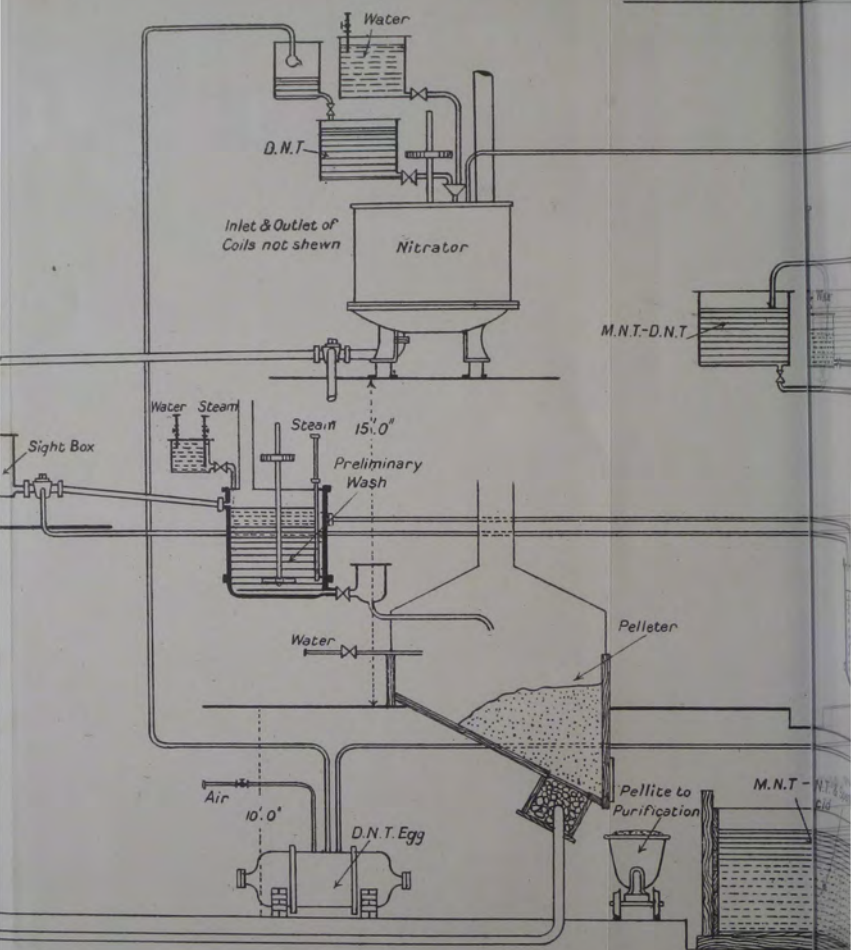 Water
D.N.T.
Inlet & Outlet of
Coils not shewn
Nitrator
M.N.T.-D.N.T.
Water Steam
Steam
15'.0"
Sight Box
Preliminary
Wash
Pelleter
Water
Air
10'.0"
D.N.T. Egg
Pellite to
Purification
M.N.T -